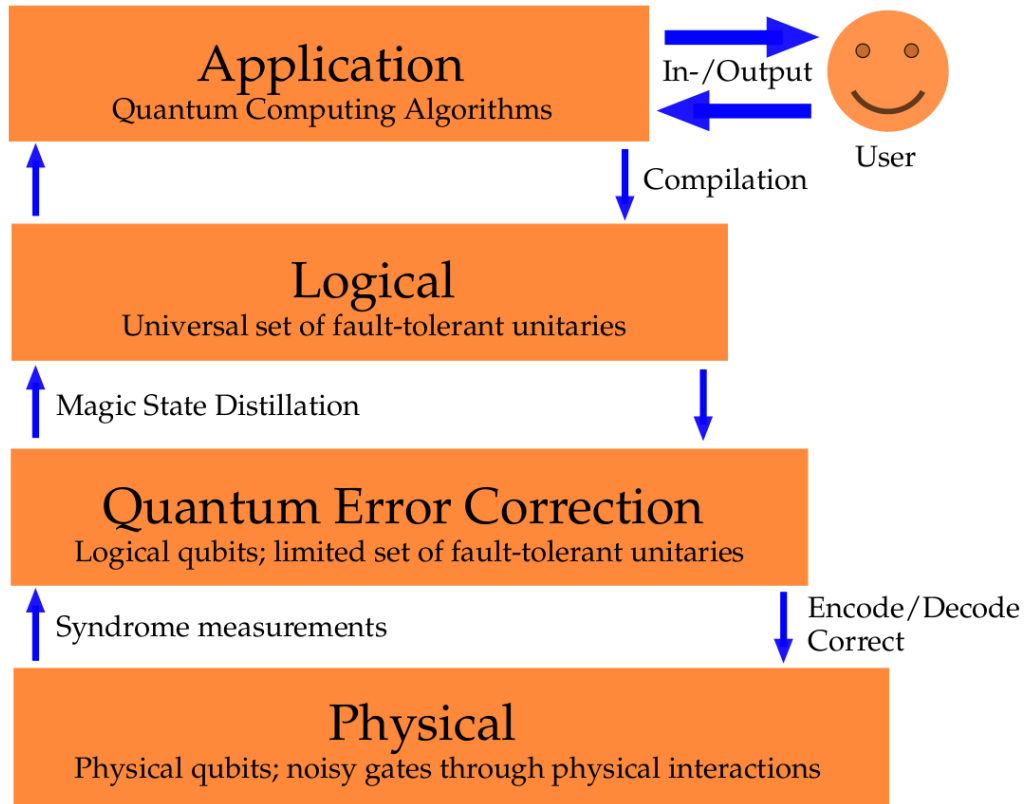 Application
Quantum Computing Algorithms
In-/Output
User
Compilation
Logical
Universal set of fault-tolerant unitaries
Magic State Distillation
Quantum Error Correction
Logical qubits; limited set of fault-tolerant unitaries
Syndrome measurements
Encode/Decode
Correct
Physical
Physical qubits; noisy gates through physical interactions